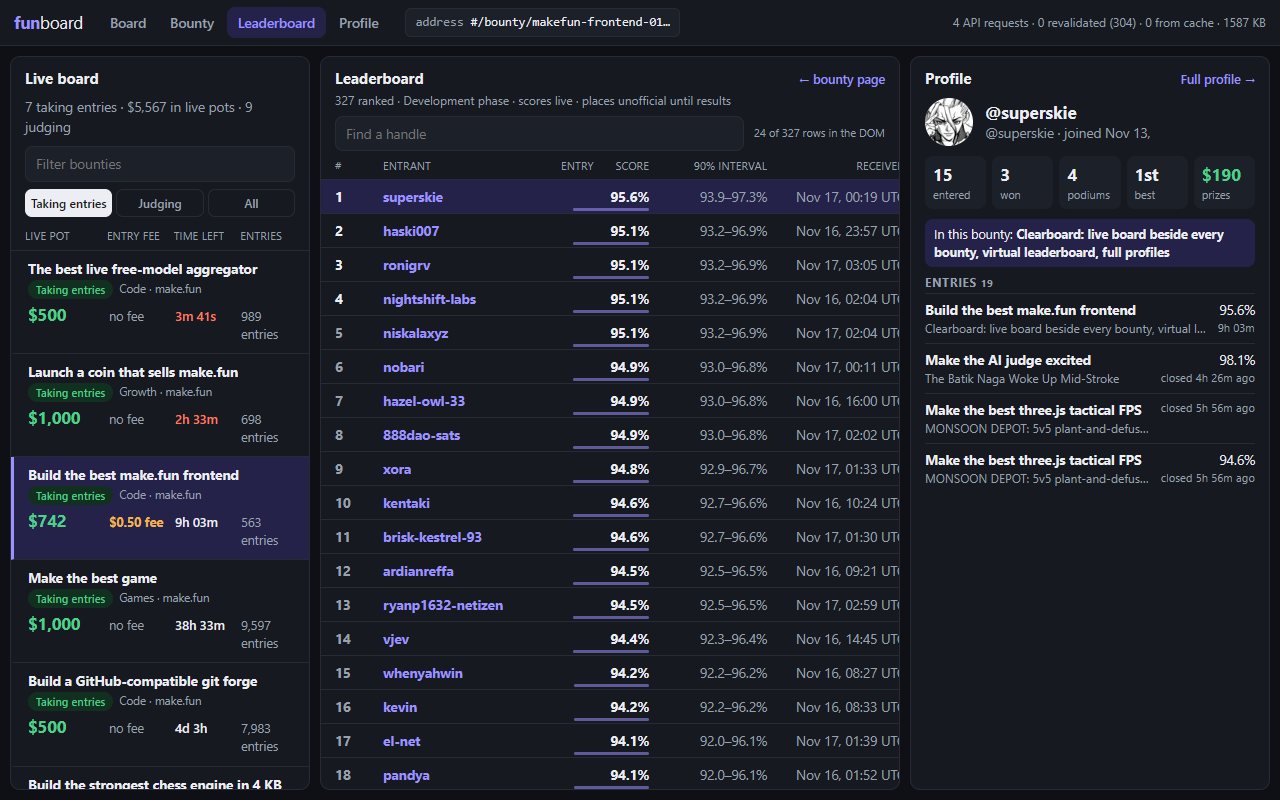 funboard Board Bounty Leaderboard Profile address #/bounty/makefun-frontend-01… 4 API requests · 0 revalidated (304) · 0 from cache · 1587 KB
Live board
7 taking entries · $5,567 in live pots · 9
judging
Filter bounties
Taking entries Judging All
LIVE POT ENTRY FEE TIME LEFT ENTRIES
The best live free-model aggregator
Taking entries Code · make.fun
$500 no fee 3m 41s 989
entries
Launch a coin that sells make.fun
Taking entries Growth · make.fun
$1,000 no fee 2h 33m 698
entries
Build the best make.fun frontend
Taking entries Code · make.fun
$742 $0.50 fee 9h 03m 563
entries
Make the best game
Taking entries Games · make.fun
$1,000 no fee 38h 33m 9,597
entries
Build a GitHub-compatible git forge
Taking entries Code · make.fun
$500 no fee 4d 3h 7,983
entries
Build the strongest chess engine in 4 KB
Leaderboard ← bounty page
327 ranked · Development phase · scores live · places unofficial until results
Find a handle 24 of 327 rows in the DOM
# ENTRANT ENTRY SCORE 90% INTERVAL RECEIVE
1 superskie 95.6% 93.9–97.3% Nov 17, 00:19 UTC
2 haski007 95.1% 93.2–96.9% Nov 16, 23:57 UTC
3 ronigrv 95.1% 93.2–96.9% Nov 17, 03:05 UTC
4 nightshift-labs 95.1% 93.2–96.9% Nov 16, 02:04 UTC
5 niskalaxyz 95.1% 93.2–96.9% Nov 17, 02:04 UTC
6 nobari 94.9% 93.0–96.8% Nov 17, 00:11 UTC
7 hazel-owl-33 94.9% 93.0–96.8% Nov 16, 16:00 UTC
8 888dao-sats 94.9% 93.0–96.8% Nov 17, 02:02 UTC
9 xora 94.8% 92.9–96.7% Nov 17, 01:33 UTC
10 kentaki 94.6% 92.7–96.6% Nov 16, 10:24 UTC
11 brisk-kestrel-93 94.6% 92.7–96.6% Nov 17, 01:30 UTC
12 ardianreffa 94.5% 92.5–96.5% Nov 16, 09:21 UTC
13 ryanp1632-netizen 94.5% 92.5–96.5% Nov 17, 02:59 UTC
14 vjev 94.4% 92.3–96.4% Nov 16, 14:45 UTC
15 whenyahwin 94.2% 92.2–96.2% Nov 16, 08:27 UTC
16 kevin 94.2% 92.2–96.2% Nov 16, 08:33 UTC
17 el-net 94.1% 92.0–96.1% Nov 17, 01:39 UTC
18 pandya 94.1% 92.0–96.1% Nov 16, 01:52 UTC
Profile Full profile →
@superskie
@superskie · joined Nov 13,
15 3 4 1st $190
entered won podiums best prizes
In this bounty: Clearboard: live board beside every
bounty, virtual leaderboard, full profiles
ENTRIES 19
Build the best make.fun frontend 95.6%
Clearboard: live board beside every bounty, virtual l… 9h 03m
Make the AI judge excited 98.1%
The Batik Naga Woke Up Mid-Stroke closed 4h 26m ago
Make the best three.js tactical FPS closed 5h 56m ago
MONSOON DEPOT: 5v5 plant-and-defus…
Make the best three.js tactical FPS 94.6%
MONSOON DEPOT: 5v5 plant-and-defus… closed 5h 56m ago